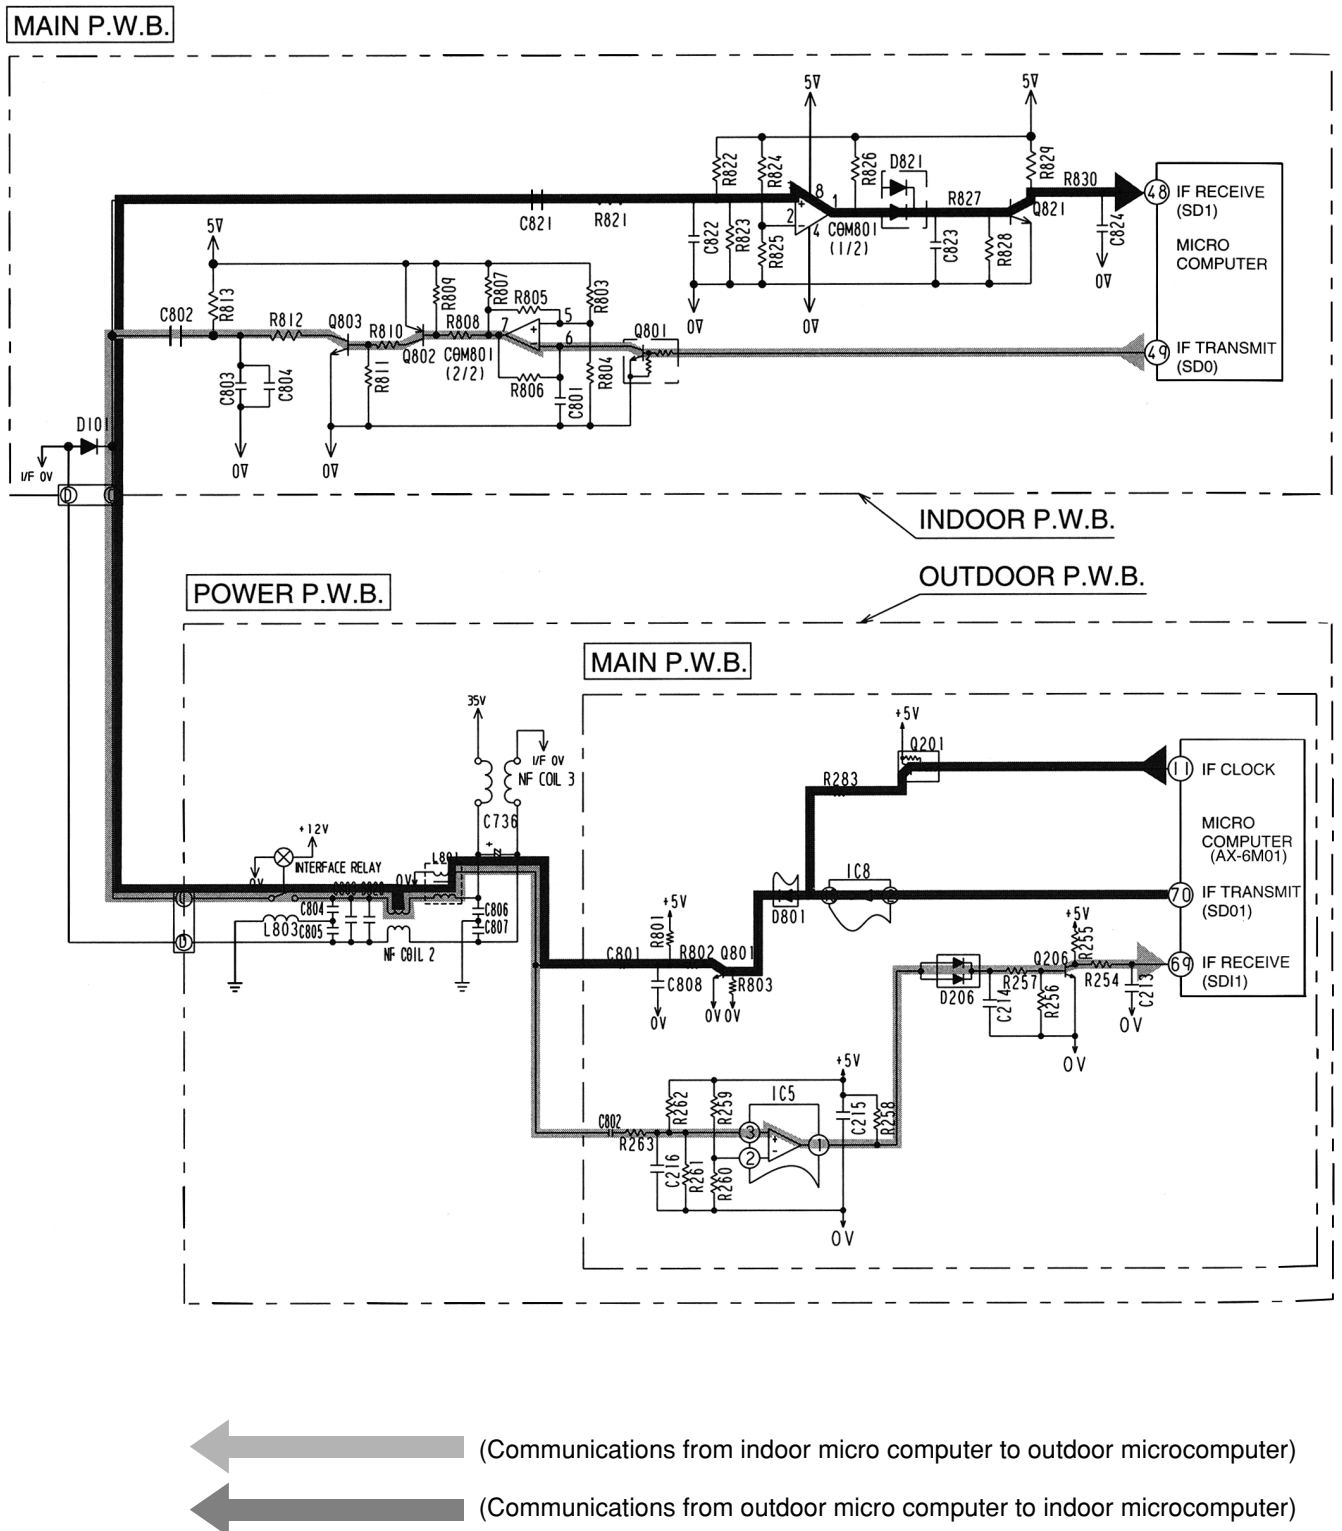 MAIN P.W.B.
5V
5V
R822
R824
R826
D821
R829
R830
8
1
2
4
+
-
R827
Q821
48
IF RECEIVE
(SD1)
C821
R821
C0M801
(1/2)
C822
R823
R825
C823
R828
C824
MICRO
COMPUTER
5V
0V
0V
0V
R813
R809
R807
R805
R803
C802
R812
Q803
R810
R808
7
5
6
+
-
Q801
Q802
C0M801
(2/2)
49
IF TRANSMIT
(SD0)
C803
C804
R811
R806
C801
R804
D101
I/F 0V
0V
0V
D
C
INDOOR P.W.B.
OUTDOOR P.W.B.
POWER P.W.B.
MAIN P.W.B.
35V
+5V
I/F 0V
Q201
NF COIL 3
R283
11
IF CLOCK
C736
+
+12V
MICRO
COMPUTER
(AX-6M01)
L801
INTERFACE RELAY
0V
0V
IC8
C804
C806
D801
70
IF TRANSMIT
(SD01)
L803
C805
C807
+5V
+5V
D
NF COIL 2
R801
R255
C801
R802
Q801
Q206
69
IF RECEIVE
(SDI1)
C808
R803
D206
C214
R257
R256
R254
C213
0V
0V
0V
0V
0V
+5V
R262
R259
IC5
C215
R258
C802
R263
3
+
-
1
2
C216
R261
R260
0V
(Communications from indoor micro computer to outdoor microcomputer)
(Communications from outdoor micro computer to indoor microcomputer)